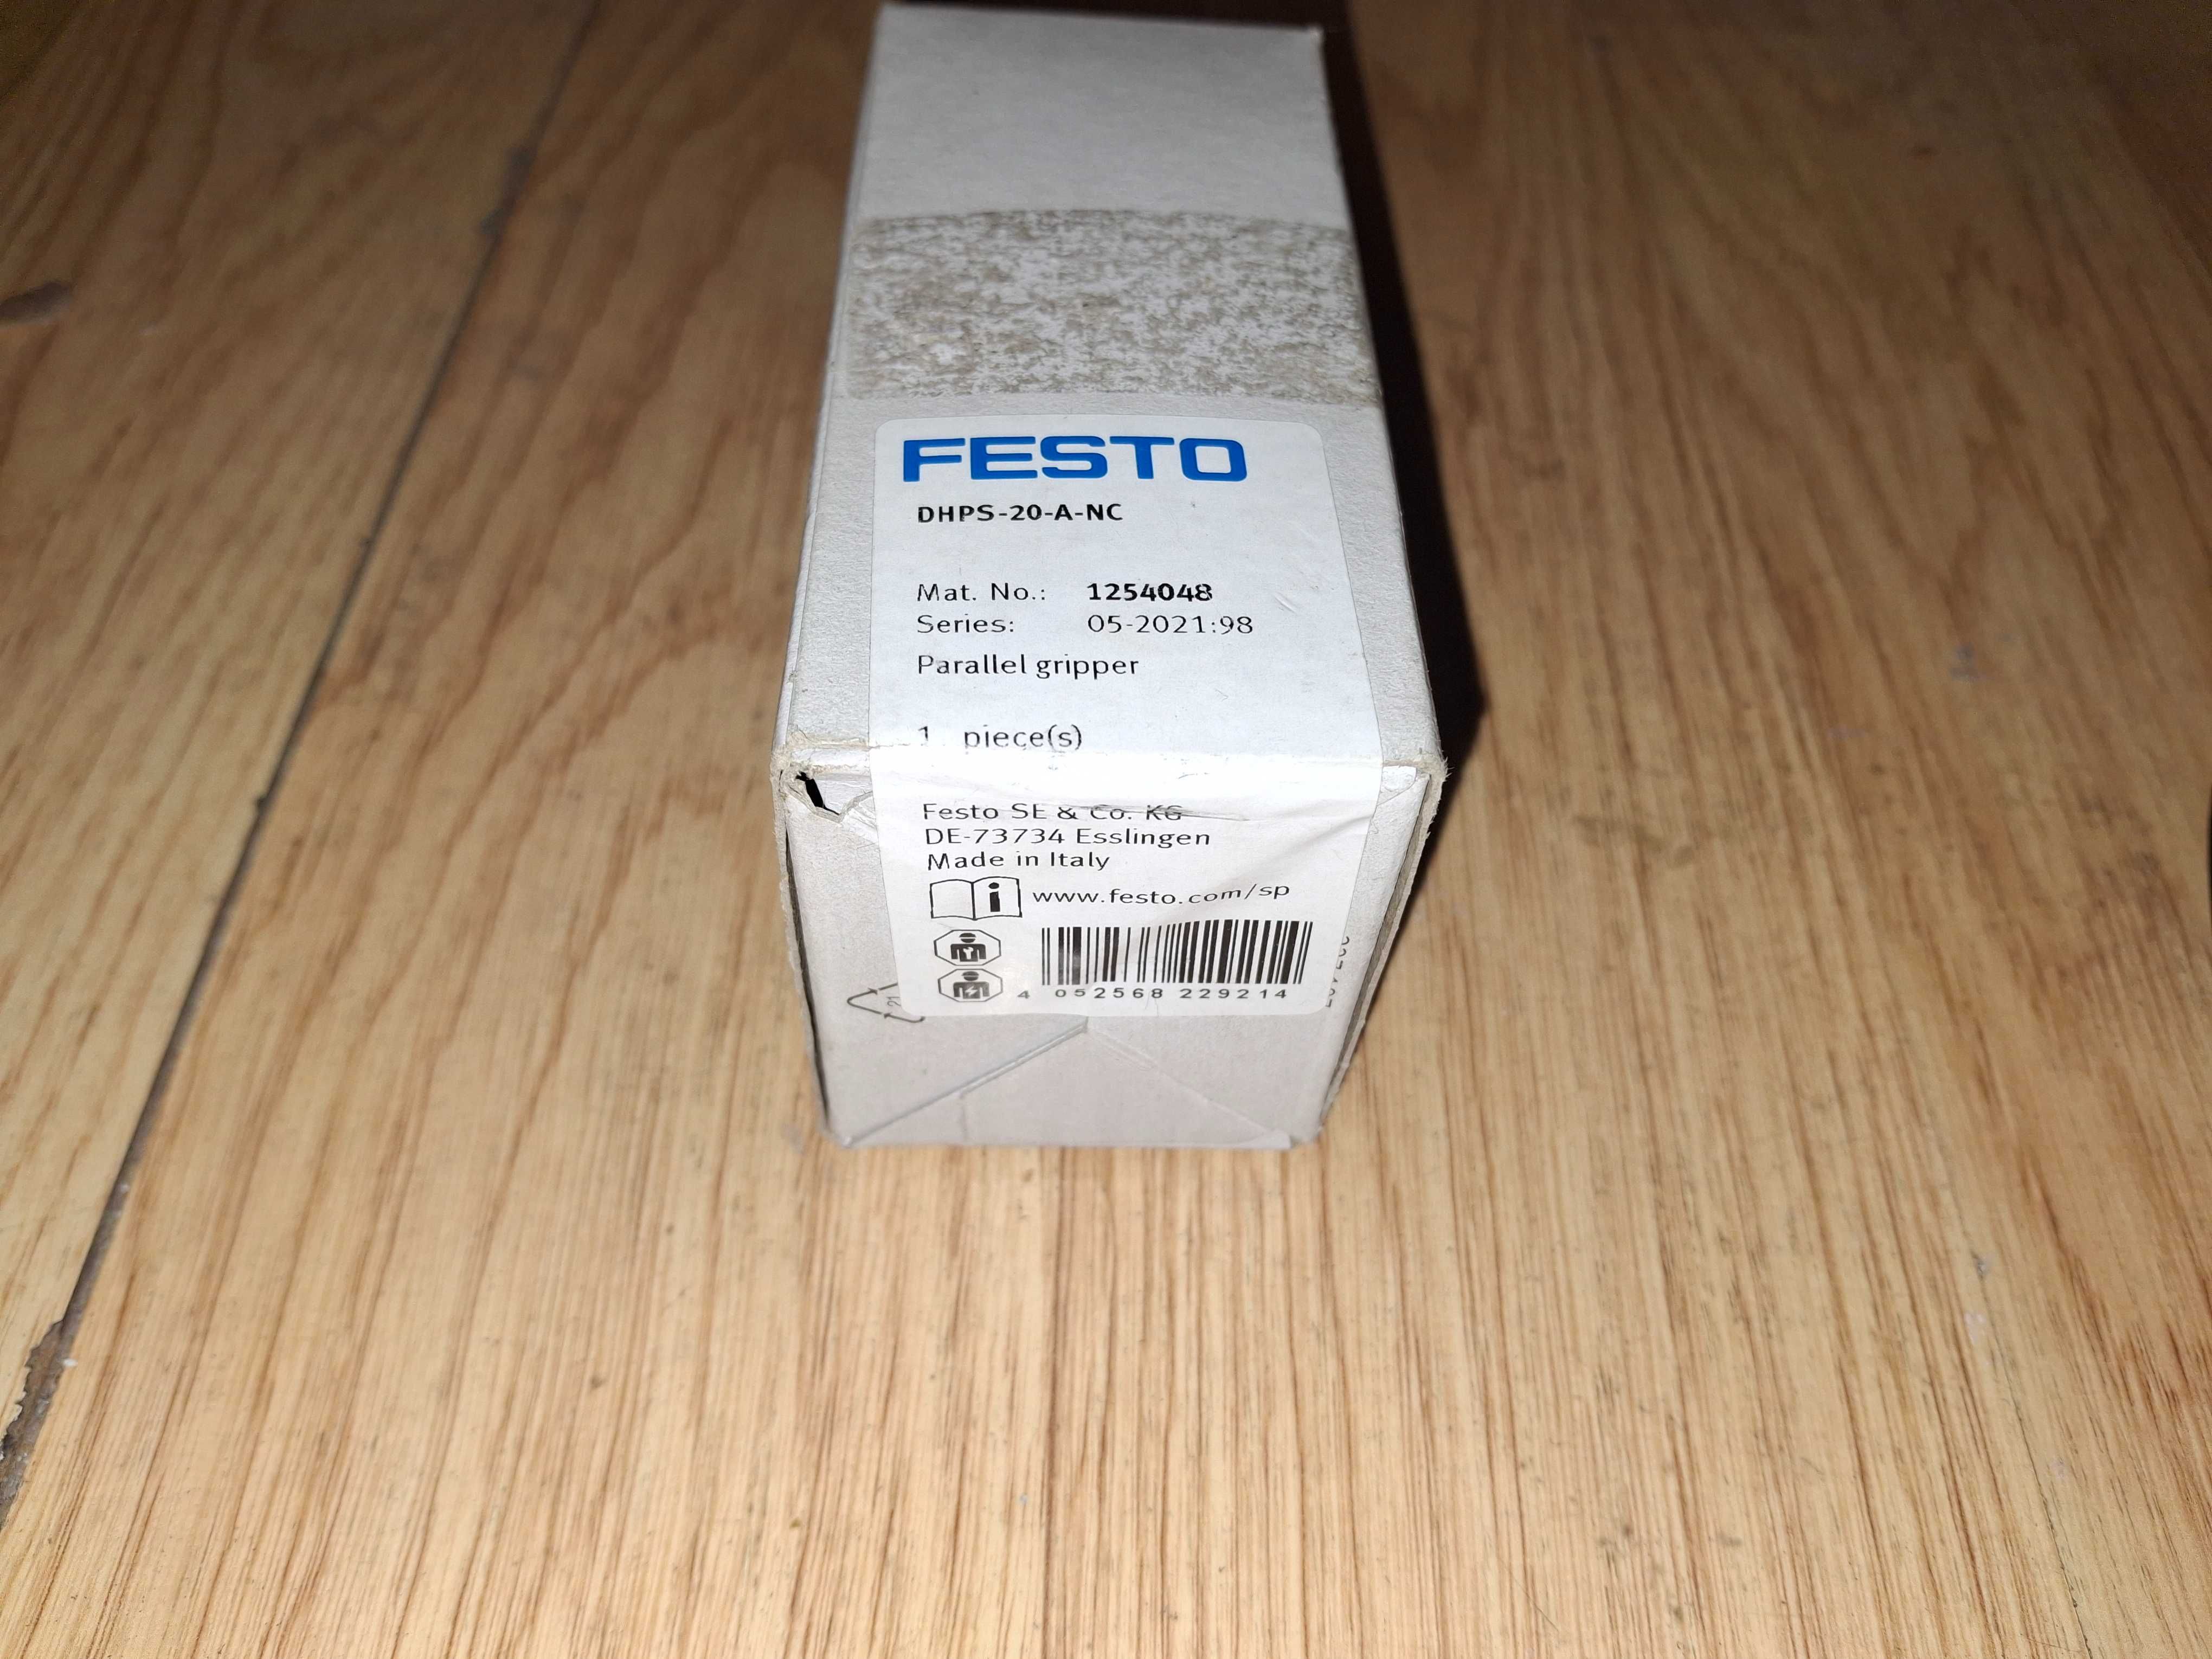 FESTO
DHPS-20-A-NC
Mat. No.: 1254048
Series: 05-2021:98
Parallel gripper
1 piece(s)
Festo SE & Co. KG
DE-73734 Esslingen
Made in Italy
i www.festo.com/sp
4 052568 229214
21